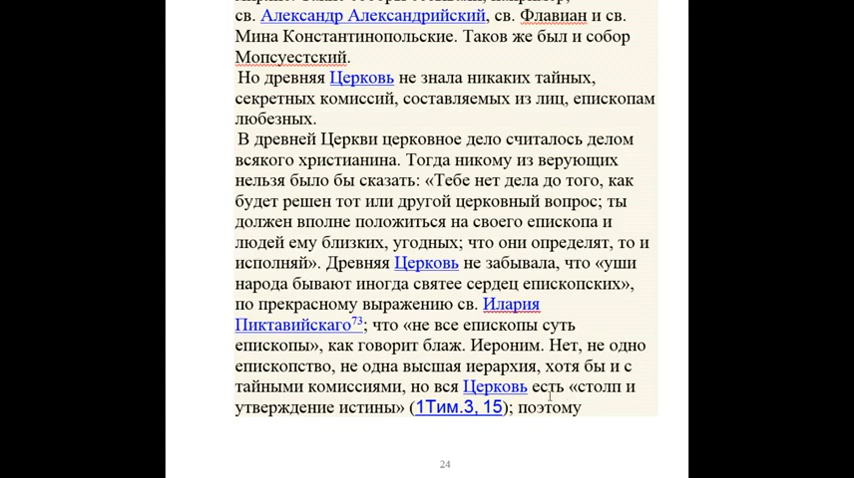 св. Александр Александрийский, св. Флавиан и св.
Мина Константинопольские. Таков же был и собор
Мопсуестский.
Но древняя Церковь не знала никаких тайных,
секретных комиссий, составляемых из лиц, епископам
любезных.
В древней Церкви церковное дело считалось делом
всякого христианина. Тогда никому из верующих
нельзя было бы сказать: «Тебе нет дела до того, как
будет решен тот или другой церковный вопрос; ты
должен вполне положиться на своего епископа и
людей ему близких, угодных; что они определят, то и
исполняй». Древняя Церковь не забывала, что «уши
народа бывают иногда святее сердец епископских»,
по прекрасному выражению св. Илария
Пиктавийскаго73; что «не все епископы суть
епископы», как говорит блаж. Иероним. Нет, не одно
епископство, не одна высшая иерархия, хотя бы и с
тайными комиссиями, но вся Церковь есть «столп и
утверждение истины» (1Тим.3, 15); поэтому
24